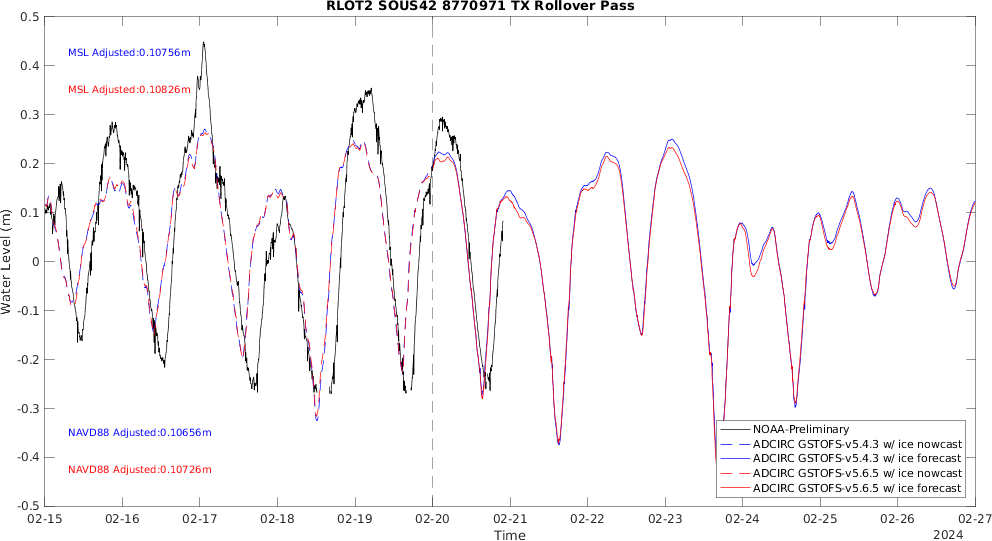 RLOT2 SOUS42 8770971 TX Rollover Pass
0.5
0.4
0.3
0.2
0.1
0
-0.1
-0.2
-0.3
-0.4
-0.5
Water Level (m)
MSL Adjusted:0.10756m
MSL Adjusted:0.10826m
NAVD88 Adjusted:0.10656m
NAVD88 Adjusted:0.10726m
NOAA-Preliminary
ADCIRC GSTOFS-v5.4.3 w/ ice nowcast
ADCIRC GSTOFS-v5.4.3 w/ ice forecast
ADCIRC GSTOFS-v5.6.5 w/ ice nowcast
ADCIRC GSTOFS-v5.6.5 w/ ice forecast
02-15 02-16 02-17 02-18 02-19 02-20 02-21 02-22 02-23 02-24 02-25 02-26 02-27
Time
2024